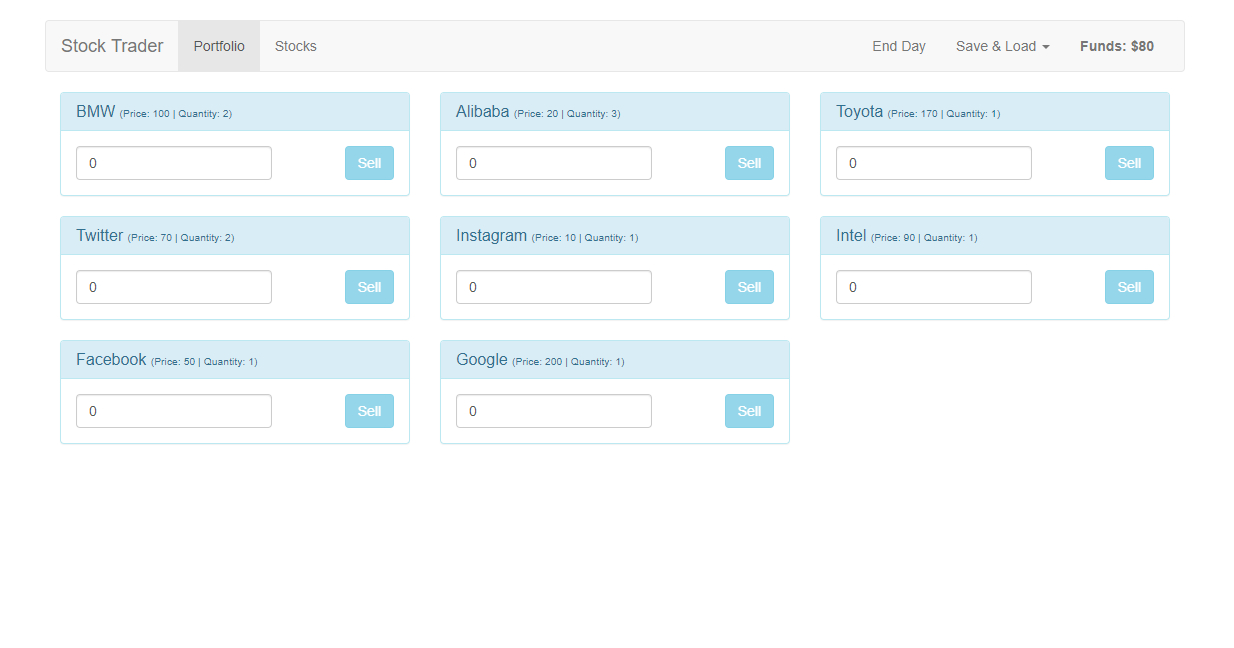 Stock Trader Portfolio Stocks End Day Save & Load Funds: $80
BMW (Price: 100 | Quantity: 2) Alibaba (Price: 20 | Quantity: 3) Toyota (Price: 170 | Quantity: 1)
0 Sell 0 Sell 0 Sell
Twitter (Price: 70 | Quantity: 2) Instagram (Price: 10 | Quantity: 1) Intel (Price: 90 | Quantity: 1)
0 Sell 0 Sell 0 Sell
Facebook (Price: 50 | Quantity: 1) Google (Price: 200 | Quantity: 1)
0 Sell 0 Sell